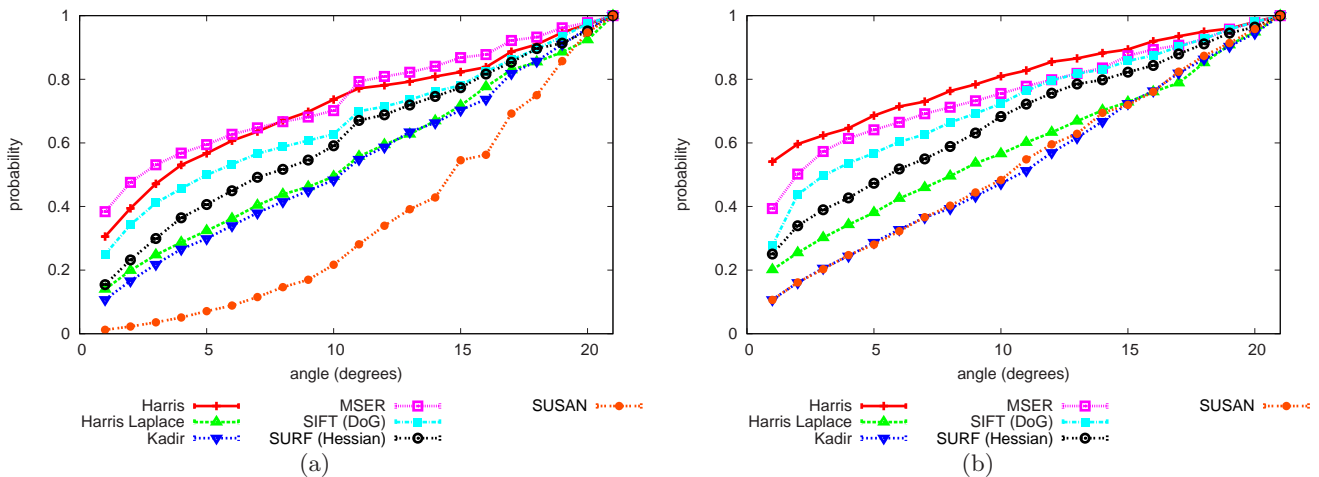 1
0.8
0.6
0.4
0.2
0
probability
0 5 10 15 20
angle (degrees)
Harris MSER SUSAN
Harris Laplace SIFT (DoG)
Kadir SURF (Hessian)
(a)
1
0.8
0.6
0.4
0.2
0
probability
0 5 10 15 20
angle (degrees)
Harris MSER SUSAN
Harris Laplace SIFT (DoG)
Kadir SURF (Hessian)
(b)